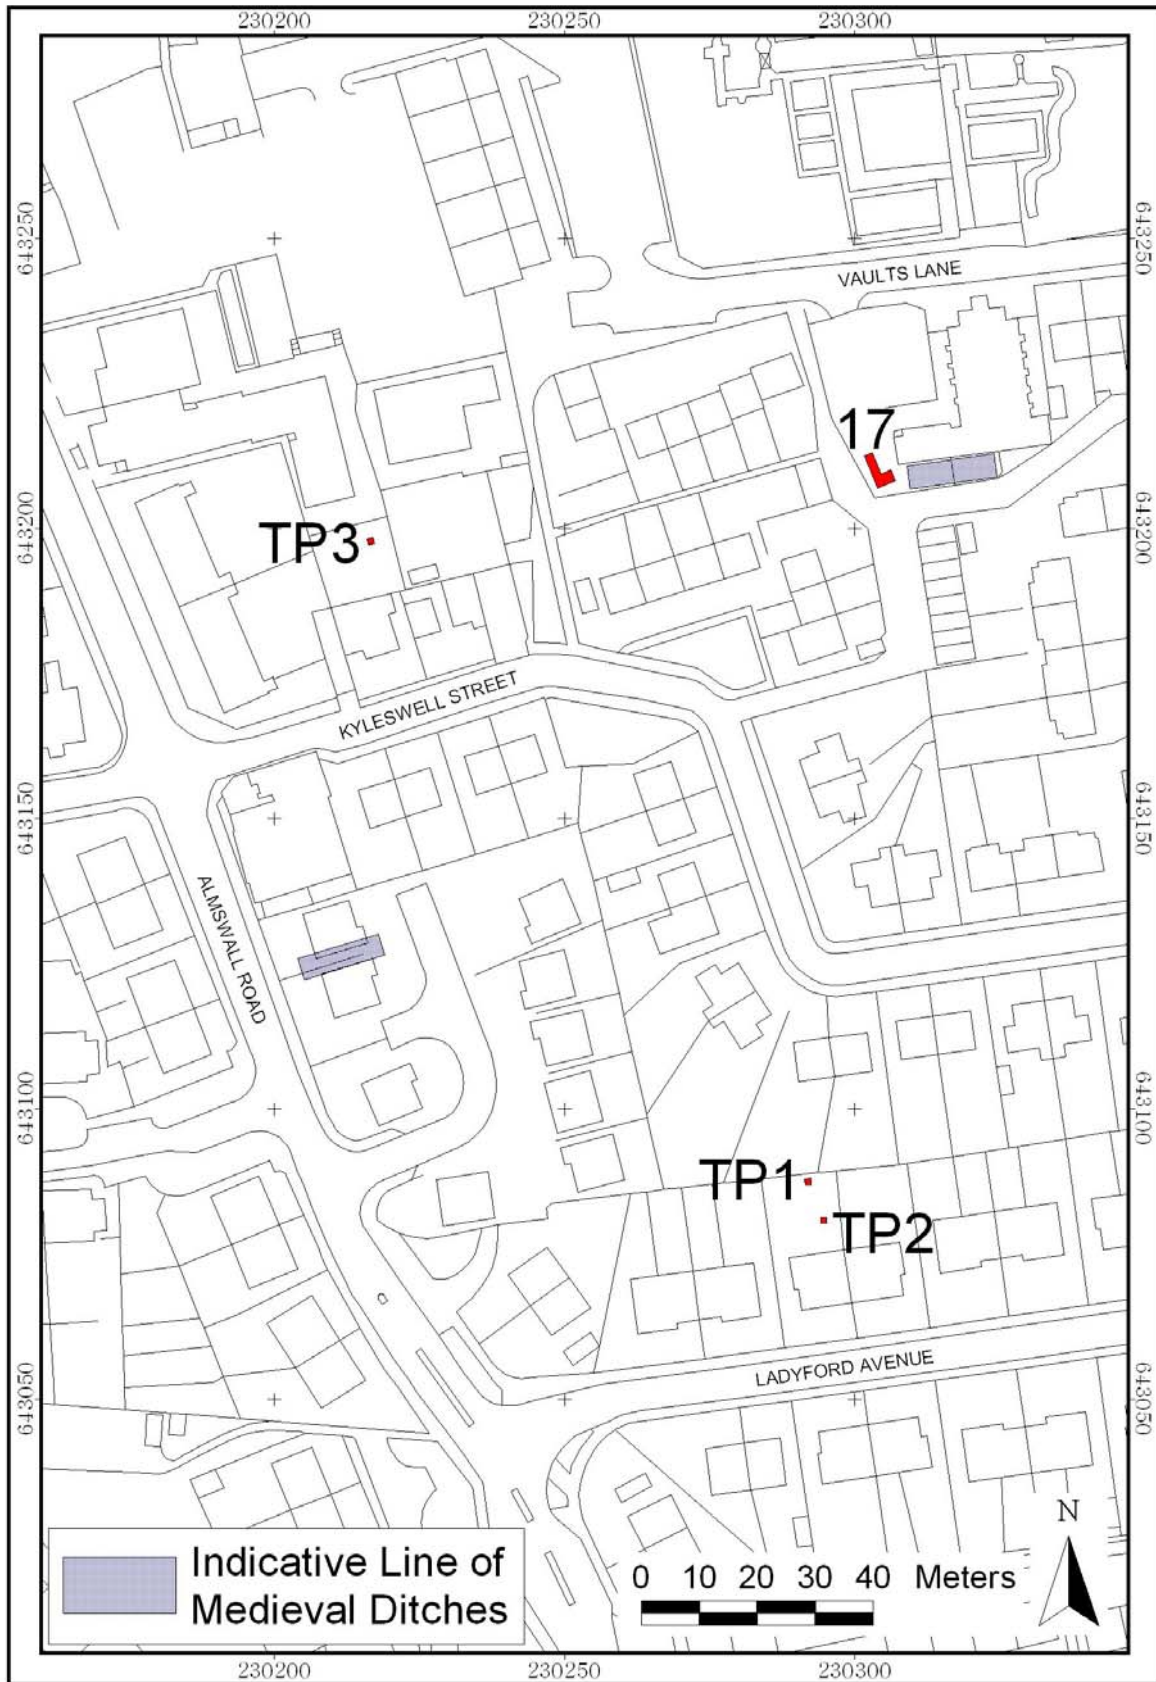 230200 230250 230300
643250 643250
VAULTS LANE
17
643200 643200
TP3
KYLESWELL STREET
643150 643150
ALMSWALL ROAD
643100 643100
TP1
TP2
LADYFORD AVENUE
643050 643050
N
Indicative Line of
Medieval Ditches
0 10 20 30 40 Meters
230200 230250 230300